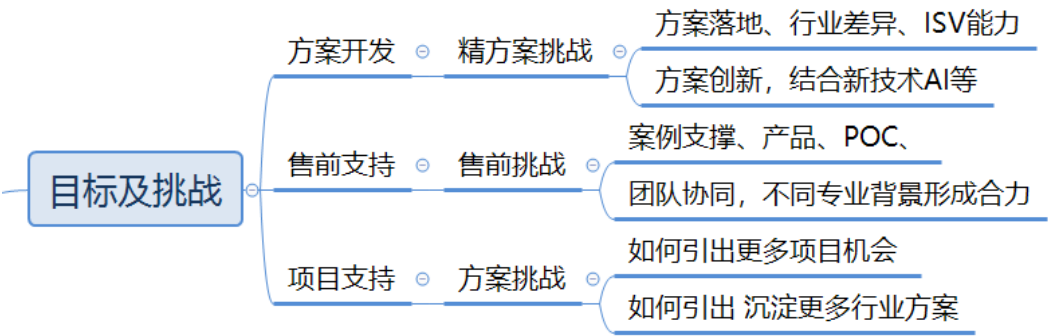 目标及挑战
方案开发
精方案挑战
方案落地、行业差异、ISV能力
方案创新，结合新技术AI等
售前支持
售前挑战
案例支撑、产品、POC、
团队协同，不同专业背景形成合力
项目支持
方案挑战
如何引出更多项目机会
如何引出 沉淀更多行业方案